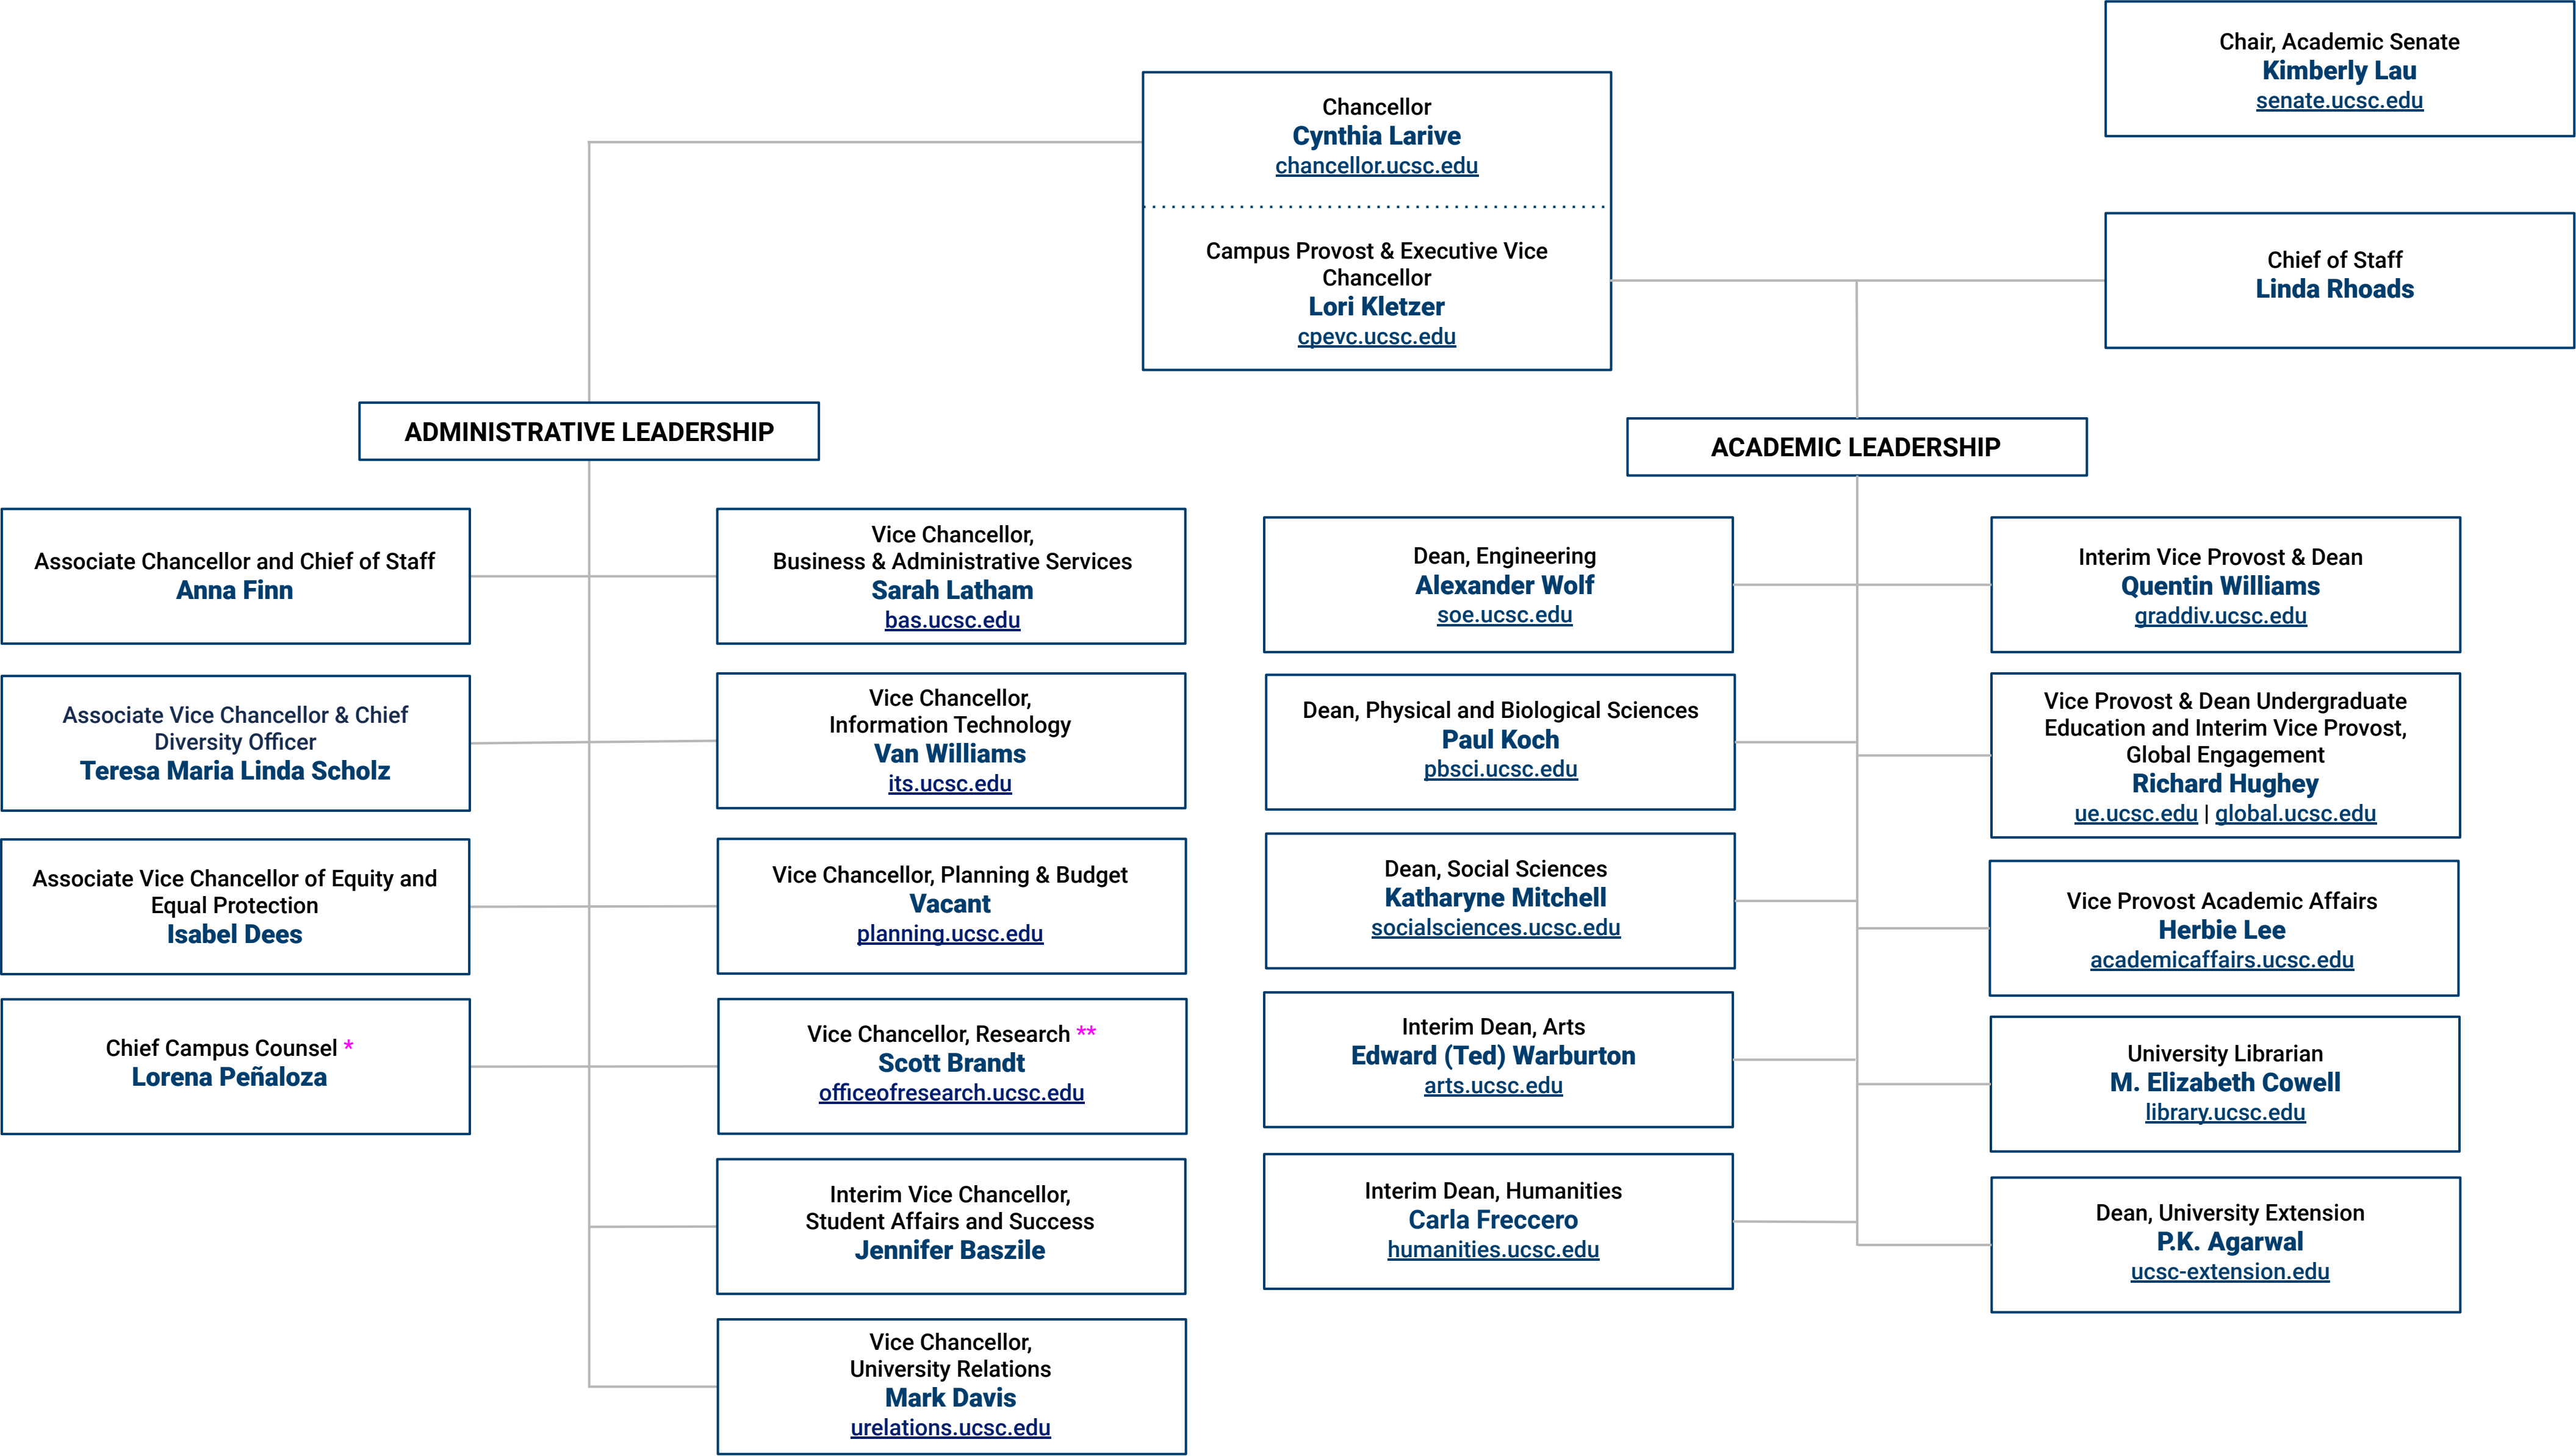 Chair, Academic Senate
Kimberly Lau
senate.ucsc.edu
Chancellor
Cynthia Larive
chancellor.ucsc.edu
Campus Provost & Executive Vice
Chancellor
Lori Kletzer
cpevc.ucsc.edu
Chief of Staff
Linda Rhoads
ADMINISTRATIVE LEADERSHIP
Associate Chancellor and Chief of Staff
Anna Finn
Vice Chancellor,
Business & Administrative Services
Sarah Latham
bas.ucsc.edu
Associate Vice Chancellor & Chief
Diversity Officer
Teresa Maria Linda Scholz
Vice Chancellor,
Information Technology
Van Williams
its.ucsc.edu
Associate Vice Chancellor of Equity and
Equal Protection
Isabel Dees
Vice Chancellor, Planning & Budget
Vacant
planning.ucsc.edu
Chief Campus Counsel *
Lorena Peñaloza
Vice Chancellor, Research **
Scott Brandt
officeofresearch.ucsc.edu
Interim Vice Chancellor,
Student Affairs and Success
Jennifer Baszile
Vice Chancellor,
University Relations
Mark Davis
urelations.ucsc.edu
ACADEMIC LEADERSHIP
Dean, Engineering
Alexander Wolf
soe.ucsc.edu
Interim Vice Provost & Dean
Quentin Williams
graddiv.ucsc.edu
Dean, Physical and Biological Sciences
Paul Koch
pbsci.ucsc.edu
Vice Provost & Dean Undergraduate
Education and Interim Vice Provost,
Global Engagement
Richard Hughey
ue.ucsc.edu | global.ucsc.edu
Dean, Social Sciences
Katharyne Mitchell
socialsciences.ucsc.edu
Vice Provost Academic Affairs
Herbie Lee
academicaffairs.ucsc.edu
Interim Dean, Arts
Edward (Ted) Warburton
arts.ucsc.edu
University Librarian
M. Elizabeth Cowell
library.ucsc.edu
Interim Dean, Humanities
Carla Freccero
humanities.ucsc.edu
Dean, University Extension
P.K. Agarwal
ucsc-extension.edu